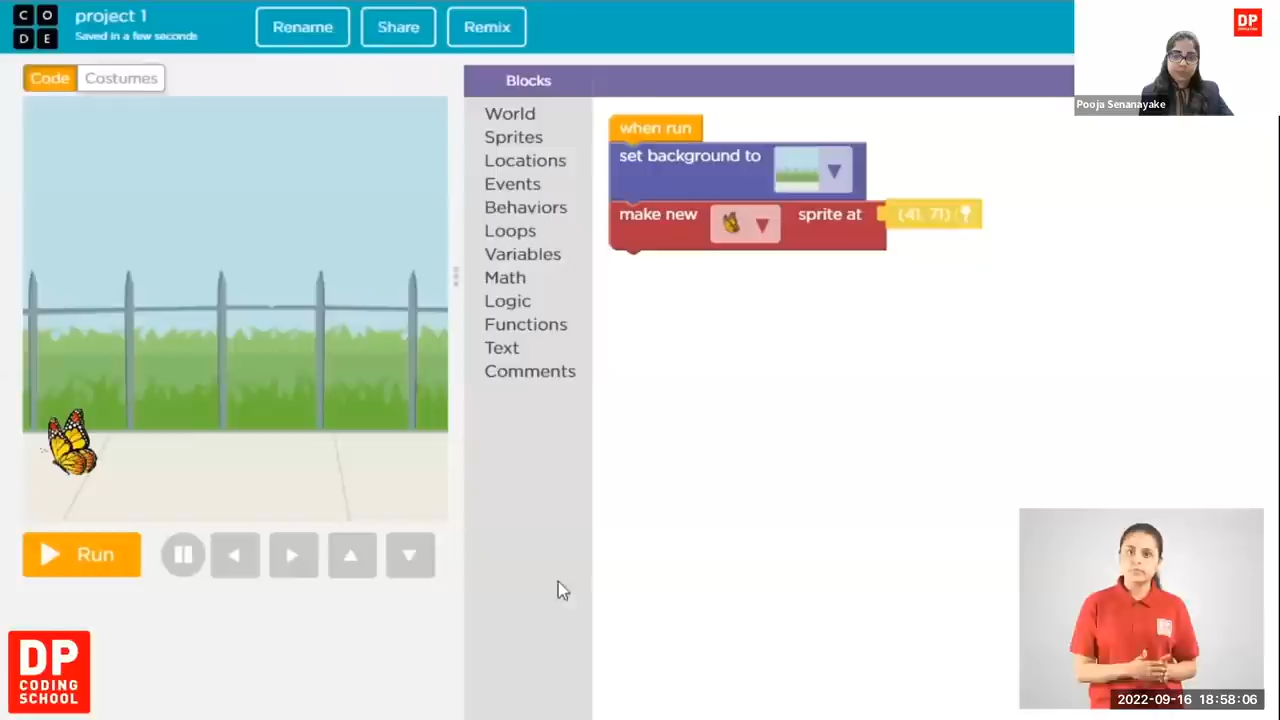 C O
D E
project 1
Saved in a few seconds
Rename
Share
Remix
DP
Pooja Senanayake
Code
Costumes
Blocks
World
Sprites
Locations
Events
Behaviors
Loops
Variables
Math
Logic
Functions
Text
Comments
when run
set background to
make new
sprite at
(41, 71)
Run
DP
CODING
SCHOOL
2022-09-16 18:58:06